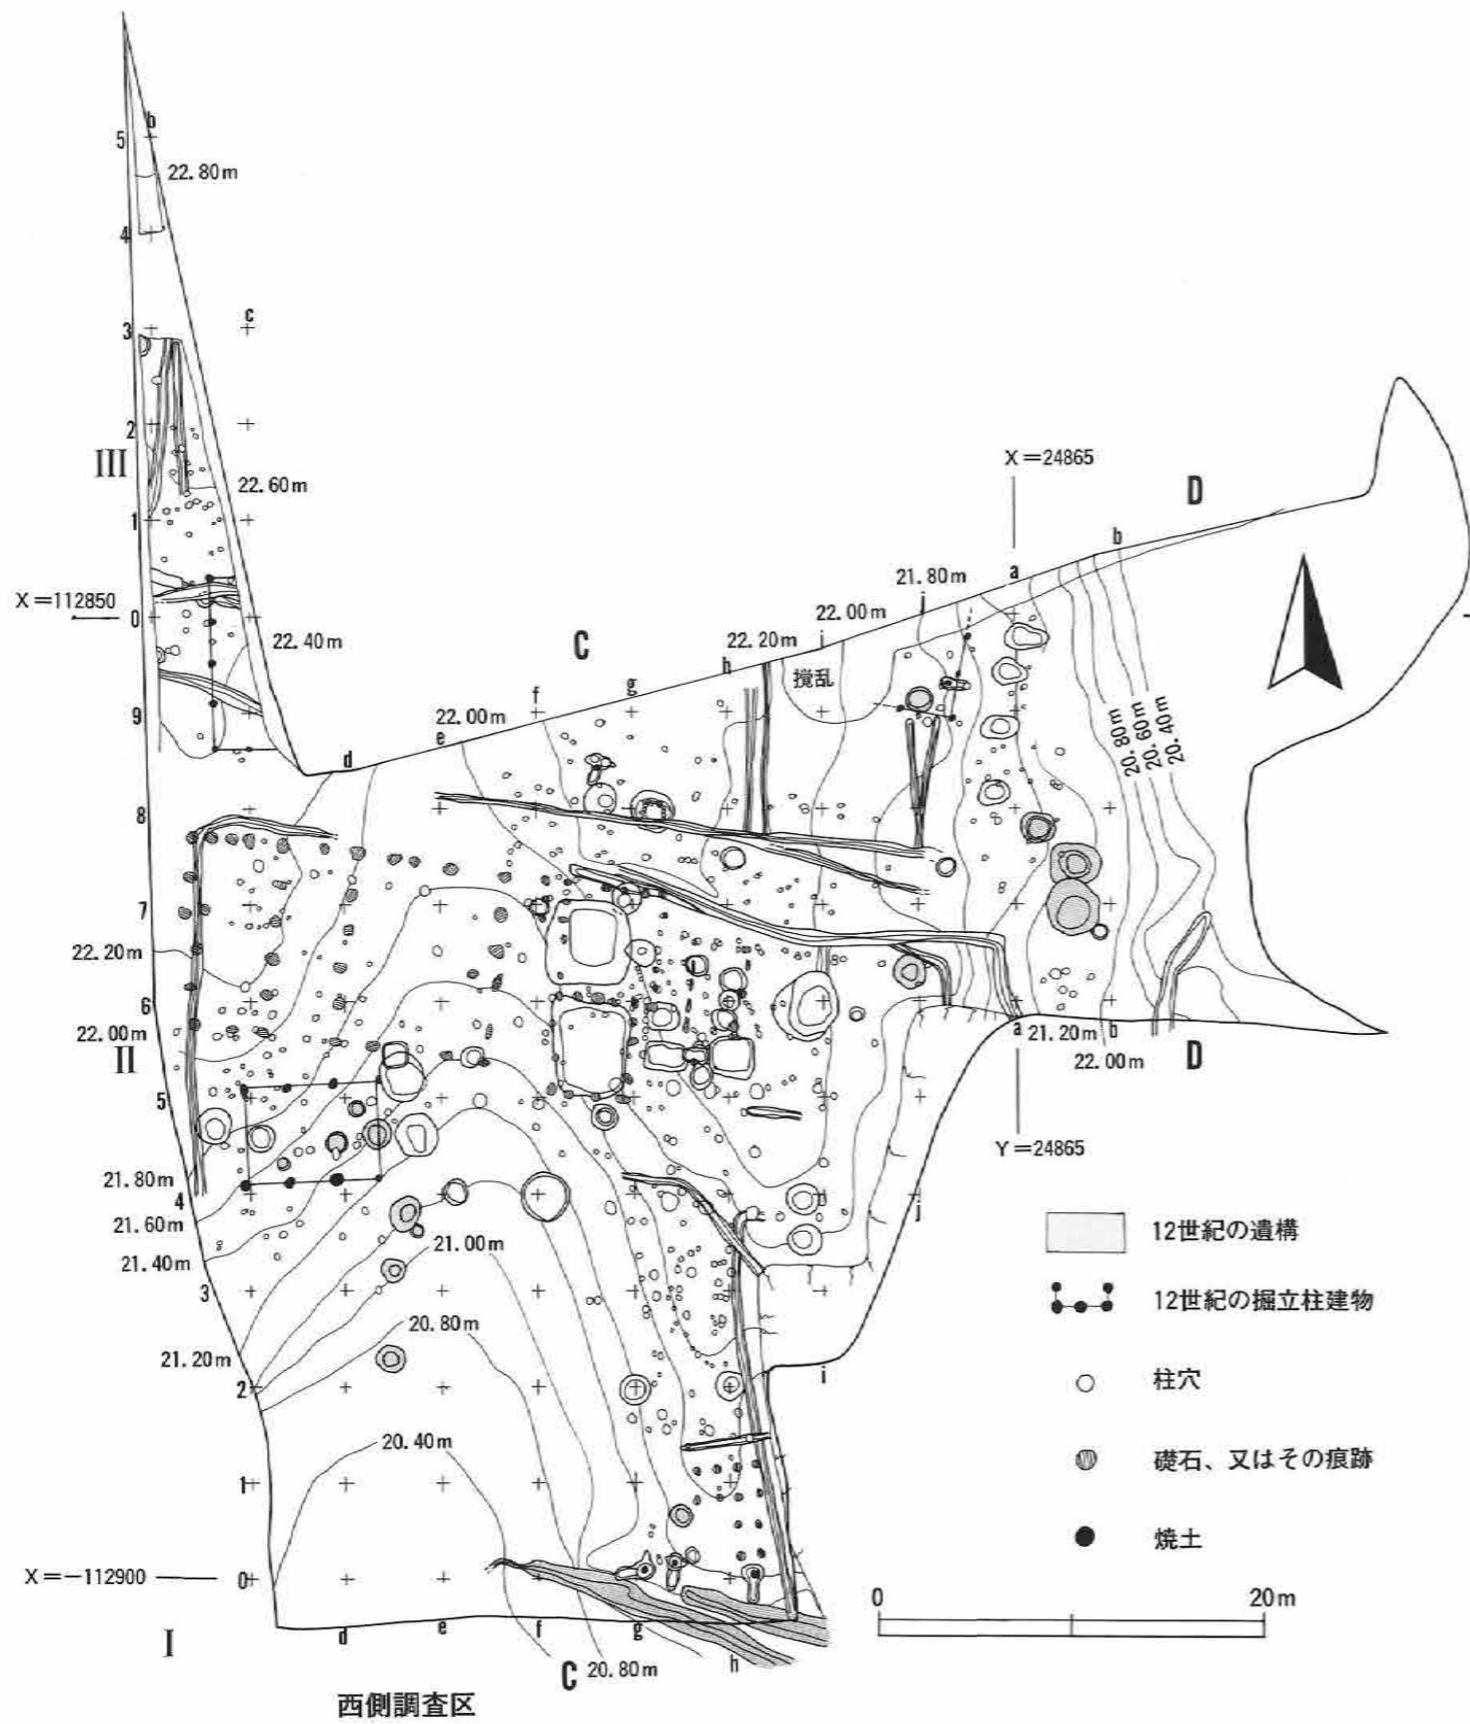 b
5
22.80m
4
c
3
2
III
22.60m
1
X=24865
D
b
a
21.80m
j
X=112850
0
22.00m
22.40m
C
22.20m
i
h
攪乱
g
f
9
22.00m
e
d
20.80m
20.60m
20.40m
8
7
22.20m
6
22.00m
II
a
21.20m
b
22.00m
D
5
Y=24865
21.80m
4
21.60m
j
12世紀の遺構
21.00m
21.40m
3
12世紀の掘立柱建物
20.80m
21.20m
i
2
柱穴
20.40m
1
礎石、又はその痕跡
焼土
X=-112900
0
0
20m
I
d
e
f
g
h
C
20.80m
西側調査区